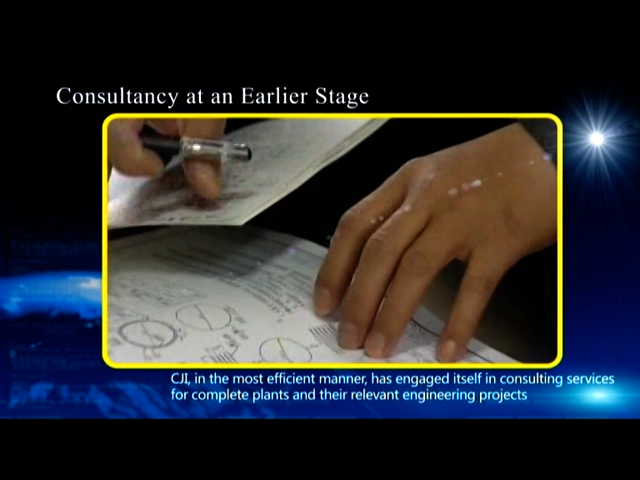 Consultancy at an Earlier Stage
CJI, in the most efficient manner, has engaged itself in consulting services
for complete plants and their relevant engineering projects